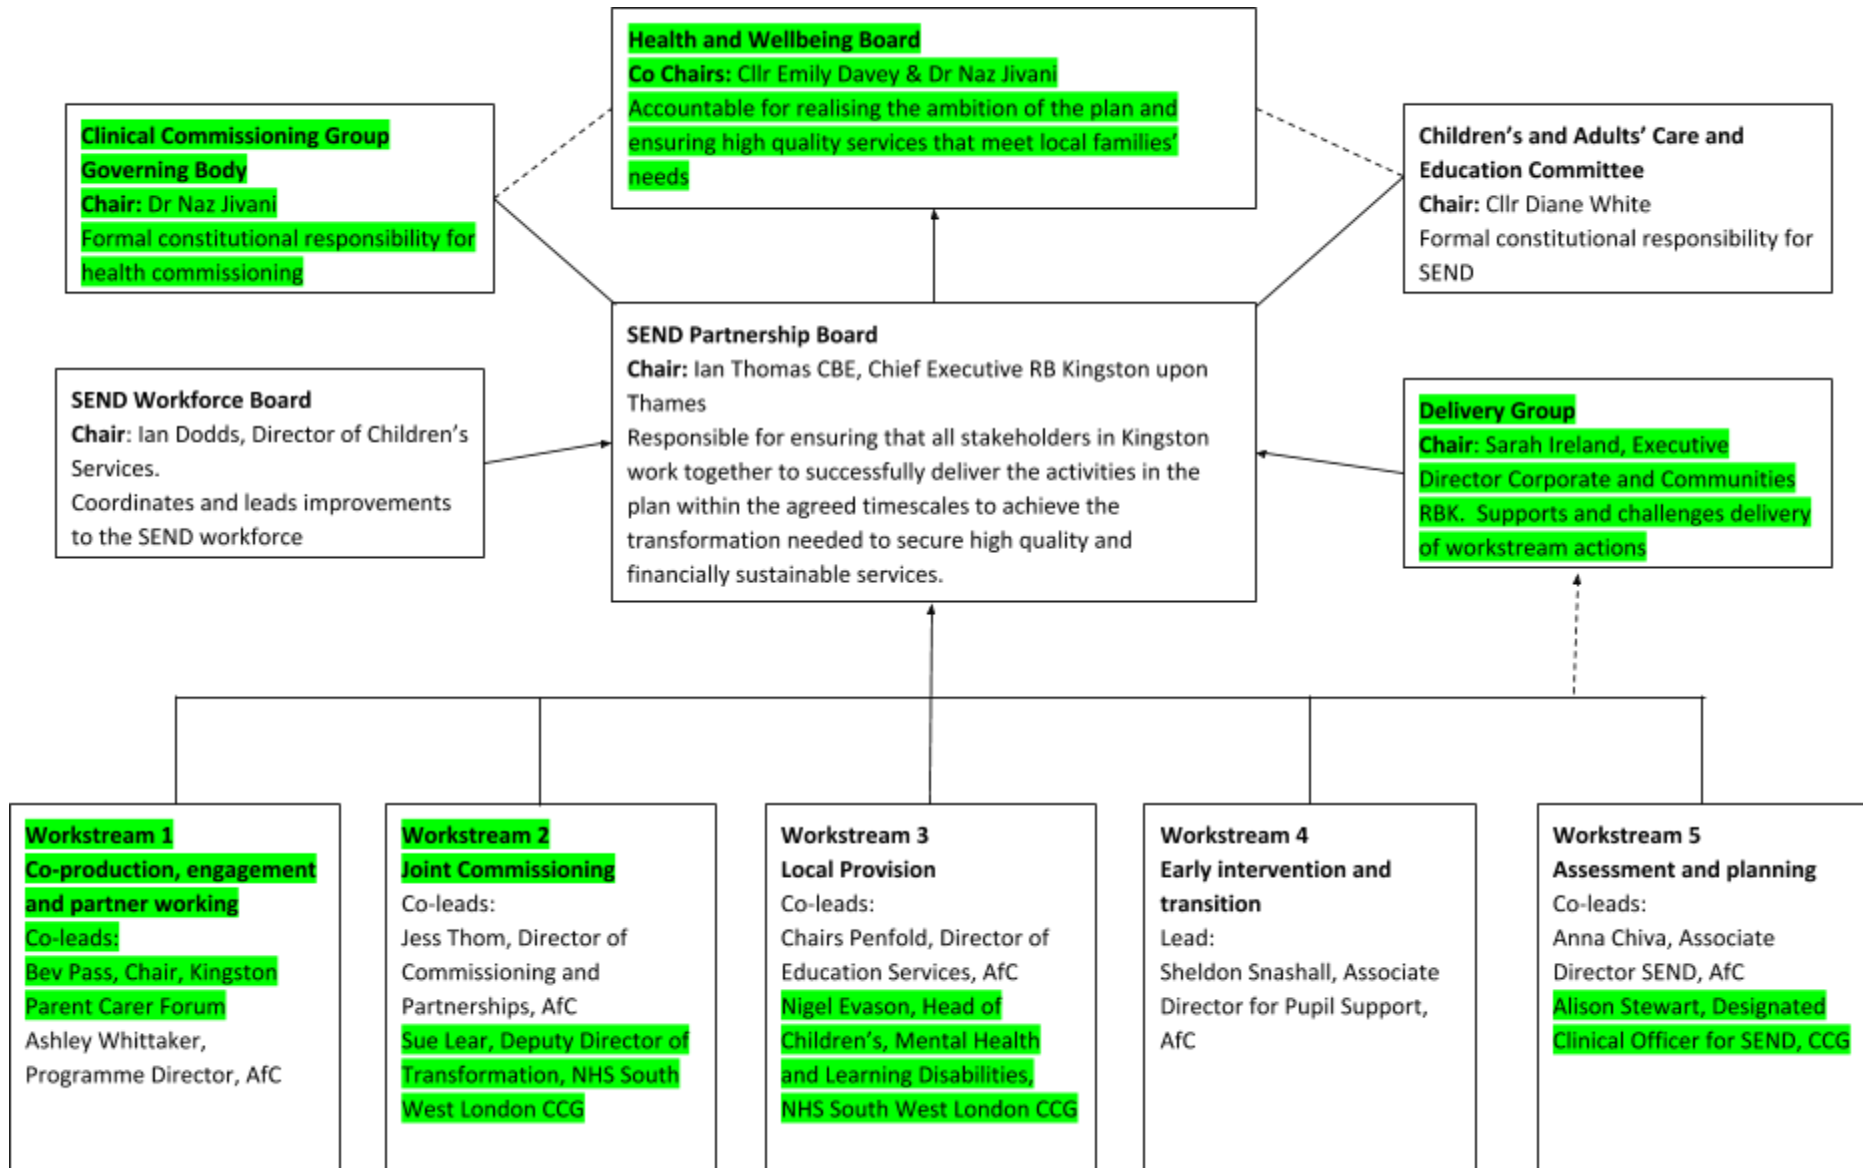 Health and Wellbeing Board
Co Chairs: Cllr Emily Davey & Dr Naz Jivani
Accountable for realising the ambition of the plan and
ensuring high quality services that meet local families'
needs
Clinical Commissioning Group
Governing Body
Chair: Dr Naz Jivani
Formal constitutional responsibility for
health commissioning
Children's and Adults' Care and
Education Committee
Chair: Cllr Diane White
Formal constitutional responsibility for
SEND
SEND Partnership Board
Chair: Ian Thomas CBE, Chief Executive RB Kingston upon
Thames
Responsible for ensuring that all stakeholders in Kingston
work together to successfully deliver the activities in the
plan within the agreed timescales to achieve the
transformation needed to secure high quality and
financially sustainable services.
SEND Workforce Board
Chair: Ian Dodds, Director of Children's
Services.
Coordinates and leads improvements
to the SEND workforce
Delivery Group
Chair: Sarah Ireland, Executive
Director Corporate and Communities
RBK. Supports and challenges delivery
of workstream actions
Workstream 1
Co-production, engagement
and partner working
Co-leads:
Bev Pass, Chair, Kingston
Parent Carer Forum
Ashley Whittaker,
Programme Director, AfC
Workstream 2
Joint Commissioning
Co-leads:
Jess Thom, Director of
Commissioning and
Partnerships, AfC
Sue Lear, Deputy Director of
Transformation, NHS South
West London CCG
Workstream 3
Local Provision
Co-leads:
Chairs Penfold, Director of
Education Services, AfC
Nigel Evason, Head of
Children's, Mental Health
and Learning Disabilities,
NHS South West London CCG
Workstream 4
Early intervention and
transition
Lead:
Sheldon Snashall, Associate
Director for Pupil Support,
AfC
Workstream 5
Assessment and planning
Co-leads:
Anna Chiva, Associate
Director SEND, AfC
Alison Stewart, Designated
Clinical Officer for SEND, CCG